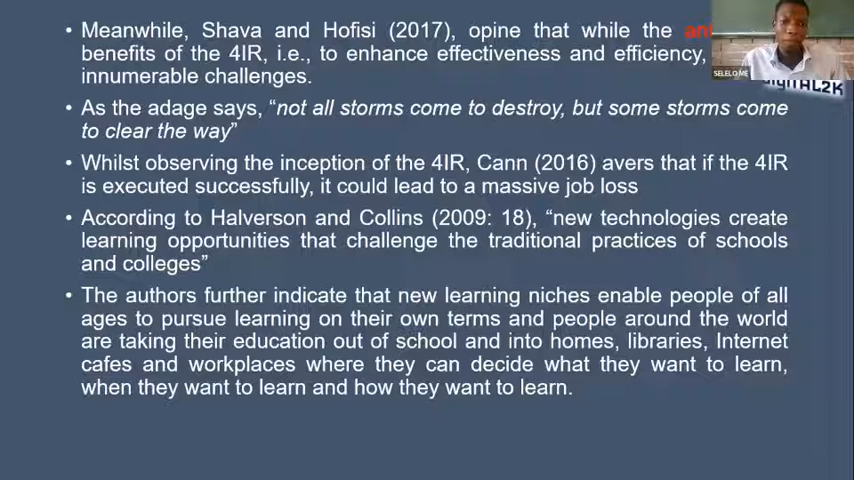 • Meanwhile, Shava and Hofisi (2017), opine that while the
benefits of the 4IR, i.e., to enhance effectiveness and efficiency,
innumerable challenges.
• As the adage says, “not all storms come to destroy, but some storms come
to clear the way”
• Whilst observing the inception of the 4IR, Cann (2016) avers that if the 4IR
is executed successfully, it could lead to a massive job loss
• According to Halverson and Collins (2009: 18), “new technologies create
learning opportunities that challenge the traditional practices of schools
and colleges”
• The authors further indicate that new learning niches enable people of all
ages to pursue learning on their own terms and people around the world
are taking their education out of school and into homes, libraries, Internet
cafes and workplaces where they can decide what they want to learn,
when they want to learn and how they want to learn.
SELELO ME
DIGITAL2K